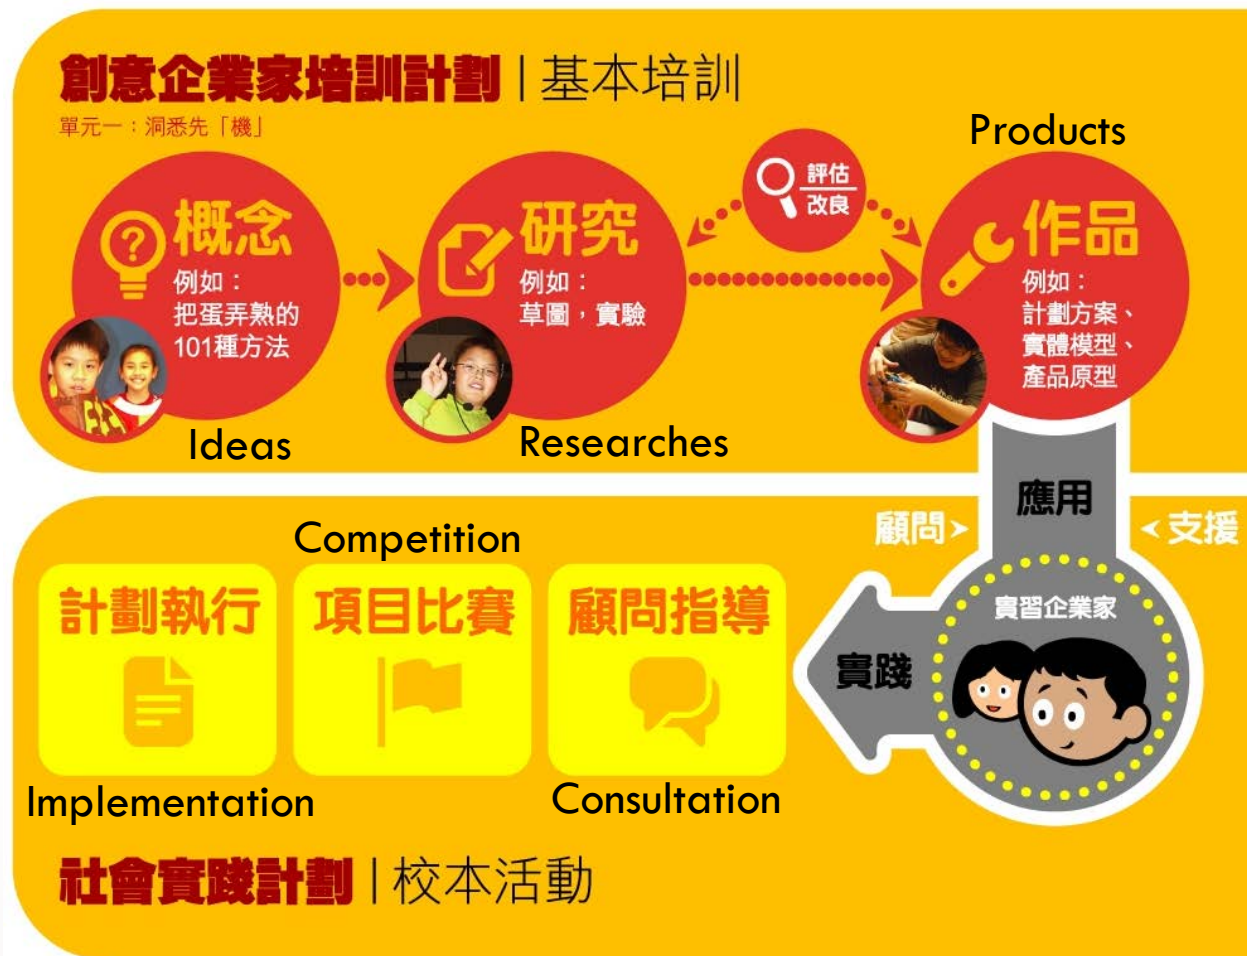 創意企業家培訓計劃 | 基本培訓
單元一：洞悉先「機」
Products
評估
改良
概念
例如：
把蛋弄熟的
101種方法
Ideas
研究
例如：
草圖，實驗
Researches
作品
例如：
計劃方案、
實體模型、
產品原型
應用
顧問
支援
實習企業家
實踐
Competition
計劃執行
項目比賽
顧問指導
Implementation
Consultation
社會實踐計劃 | 校本活動